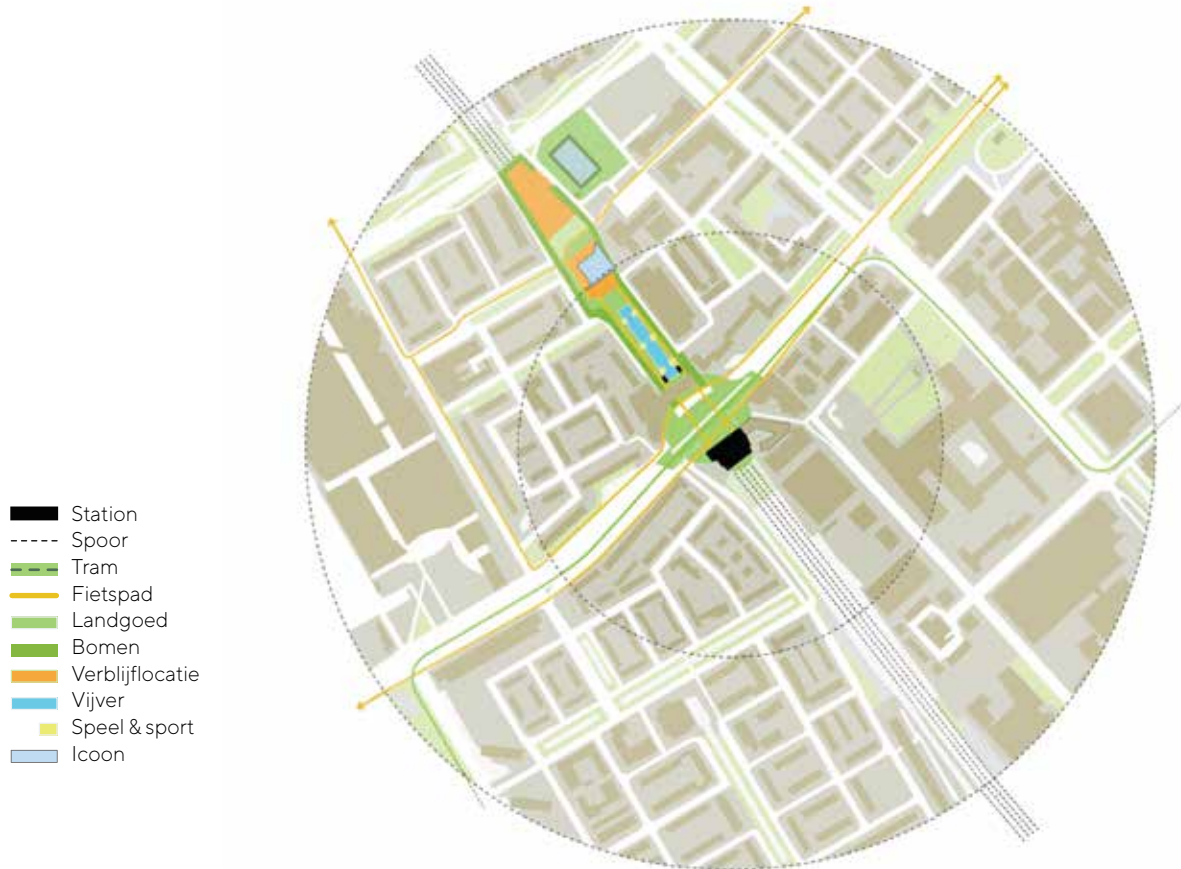 Station
Spoor
Tram
Fietspad
Landgoed
Bomen
Verblijflocatie
Vijver
Speel & sport
Icoon